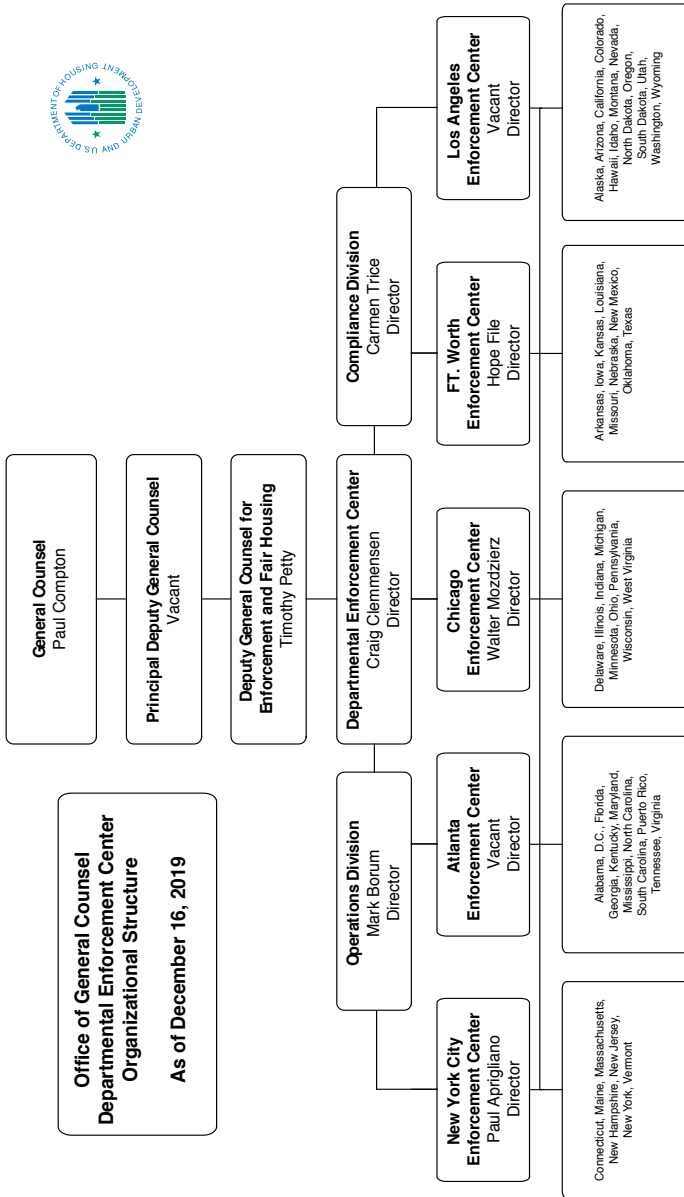 Office of General Counsel
Departmental Enforcement Center
Organizational Structure
As of December 16, 2019
U.S. DEPARTMENT OF HOUSING
AND URBAN DEVELOPMENT
General Counsel
Paul Compton
Principal Deputy General Counsel
Vacant
Deputy General Counsel for
Enforcement and Fair Housing
Timothy Petty
Operations Division
Mark Borum
Director
Departmental Enforcement Center
Craig Clemmensen
Director
Compliance Division
Carmen Trice
Director
New York City
Enforcement Center
Paul Aprigliano
Director
Atlanta
Enforcement Center
Vacant
Director
Chicago
Enforcement Center
Walter Mozdzierz
Director
FT. Worth
Enforcement Center
Hope File
Director
Los Angeles
Enforcement Center
Vacant
Director
Connecticut, Maine, Massachusetts,
New Hampshire, New Jersey,
New York, Vermont
Alabama, D.C., Florida,
Georgia, Kentucky, Maryland,
Mississippi, North Carolina,
South Carolina, Puerto Rico,
Tennessee, Virginia
Delaware, Illinois, Indiana, Michigan,
Minnesota, Ohio, Pennsylvania,
Wisconsin, West Virginia
Arkansas, Iowa, Kansas, Louisiana,
Missouri, Nebraska, New Mexico,
Oklahoma, Texas
Alaska, Arizona, California, Colorado,
Hawaii, Idaho, Montana, Nevada,
North Dakota, Oregon,
South Dakota, Utah,
Washington, Wyoming